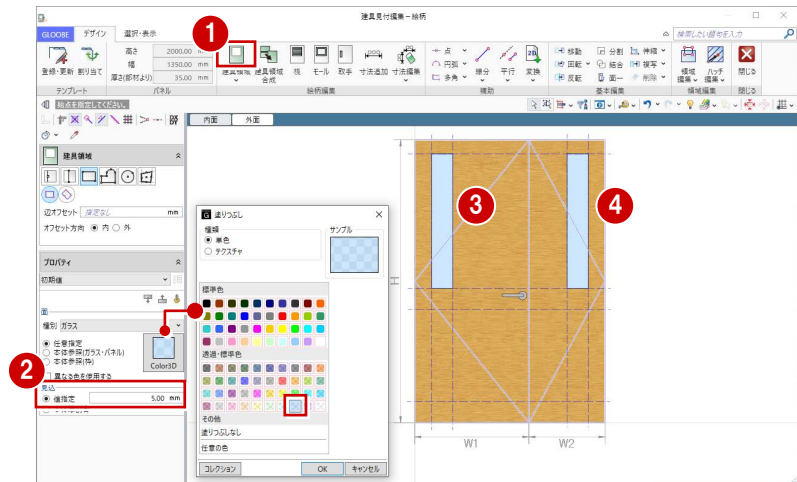 建具見付編集－絵柄
GLOOBE デザイン 選択・表示
検索したい語句を入力
1
登録・更新 割り当て
高さ 2000.00 mm
幅 1350.00 mm
厚さ(部材より) 35.00 mm
建具領域 建具領域合成 桟 モール 取手 寸法追加 寸法編集
点
円弧
多角
線分 平行 変換
移動 分割 伸縮
回転 結合 複写
反転 面一 削除
領域編集 ハッチ編集 閉じる
テンプレート パネル 絵柄編集 補助 基本編集 領域編集 閉じる
始点を指定してください。
内面 外面
建具領域
辺オフセット 指定なし mm
オフセット方向 内 外
プロパティ
初期値
面
種別 ガラス
任意指定
本体参照(ガラス・パネル)
本体参照(枠)
Color3D
異なる色を使用する
2
見込
値指定 5.00 mm
塗りつぶし
種類
単色
テクスチャ
サンプル
標準色
透過・標準色
その他
塗りつぶしなし
任意の色
コレクション OK キャンセル
3
4
H
W1 W2